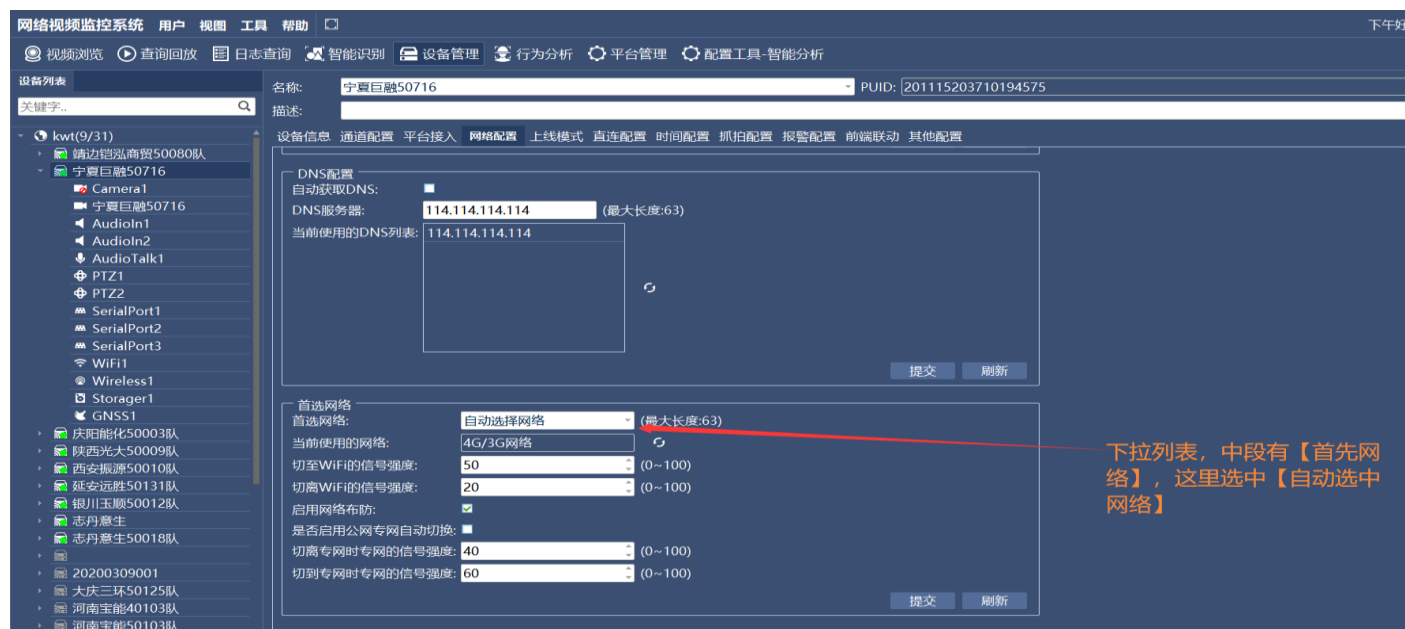 网络视频监控系统 用户 视图 工具 帮助 下午好
视频浏览 查询回放 日志查询 智能识别 设备管理 行为分析 平台管理 配置工具-智能分析
设备列表
关键字..
kwt(9/31)
靖边铠泓商贸50080队
宁夏巨融50716
Camera1
宁夏巨融50716
AudioIn1
AudioIn2
AudioTalk1
PTZ1
PTZ2
SerialPort1
SerialPort2
SerialPort3
WiFi1
Wireless1
Storager1
GNSS1
庆阳能化50003队
陕西光大50009队
西安振源50010队
延安远胜50131队
银川玉顺50012队
志丹意生
志丹意生50018队
20200309001
大庆三环50125队
河南宝能40103队
河南宝能50103队
名称: 宁夏巨融50716 PUID: 201115203710194575
描述:
设备信息 通道配置 平台接入 网络配置 上线模式 直连配置 时间配置 抓拍配置 报警配置 前端联动 其他配置
DNS配置
自动获取DNS:
DNS服务器: 114.114.114.114 (最大长度:63)
当前使用的DNS列表: 114.114.114.114
提交 刷新
首选网络
首选网络: 自动选择网络 (最大长度:63)
当前使用的网络: 4G/3G网络
切至WiFi的信号强度: 50 (0~100)
切离WiFi的信号强度: 20 (0~100)
启用网络布防:
是否启用公网专网自动切换:
切离专网时专网的信号强度: 40 (0~100)
切到专网时专网的信号强度: 60 (0~100)
提交 刷新
下拉列表，中段有【首先网
络】，这里选中【自动选中
网络】